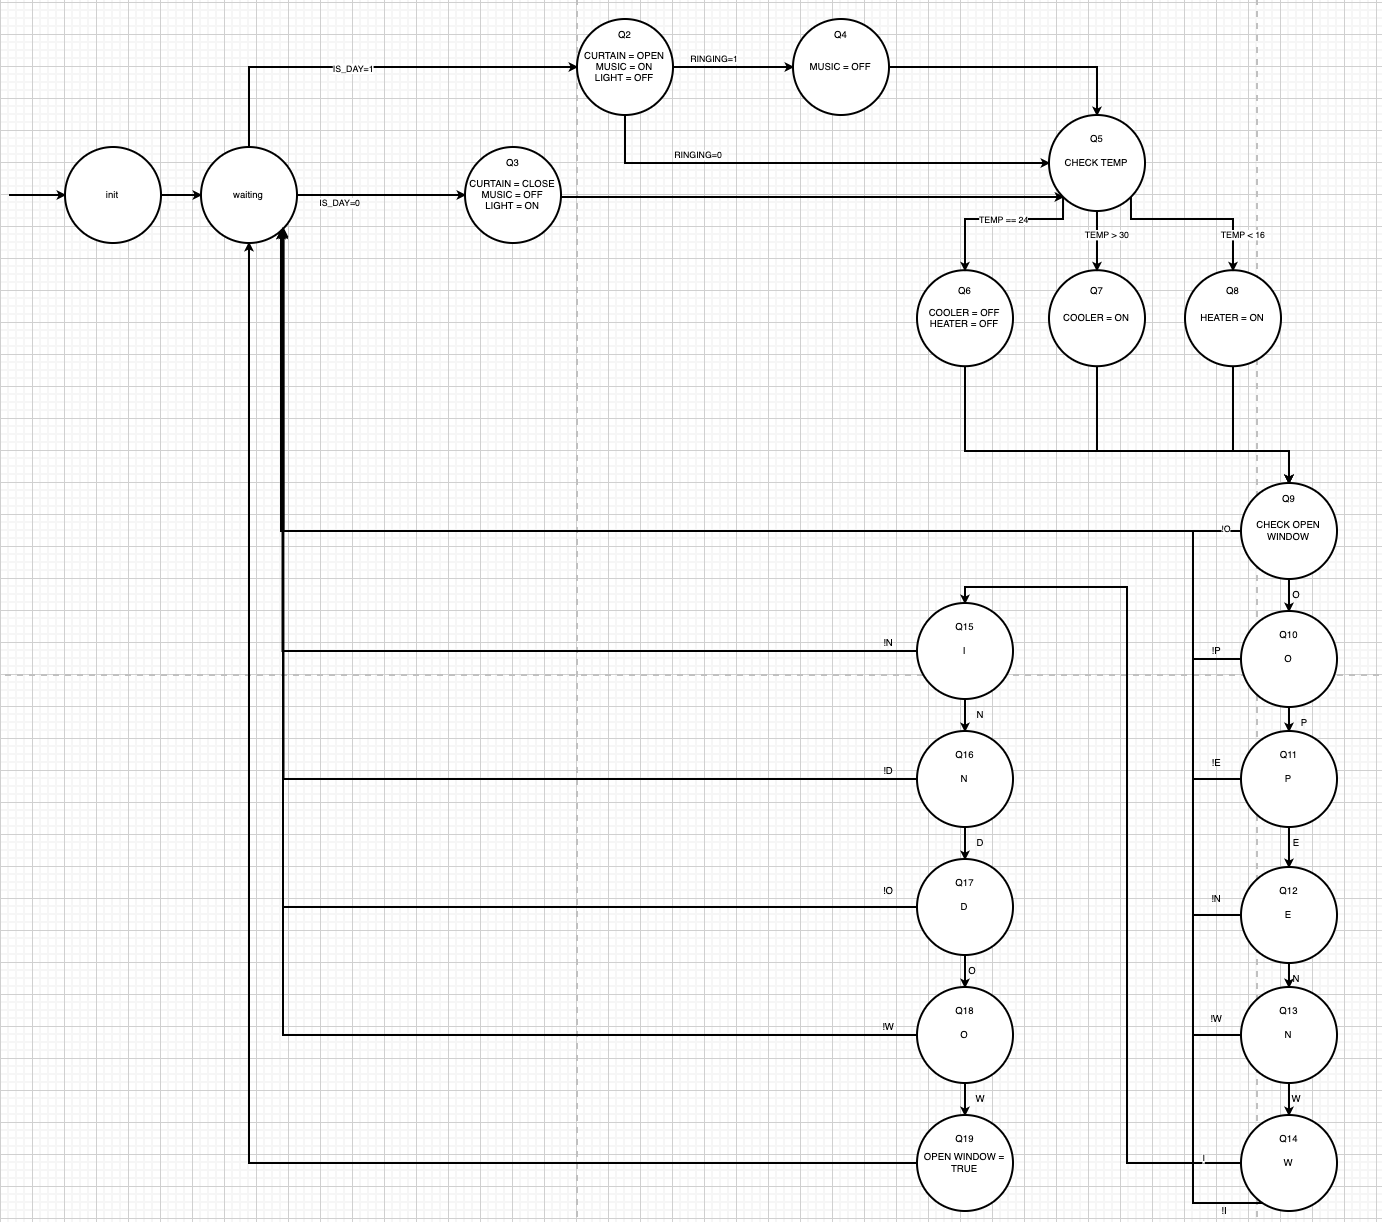 Q2
CURTAIN = OPEN
MUSIC = ON
LIGHT = OFF
RINGING=1
Q4
MUSIC = OFF
IS_DAY=1
RINGING=0
Q5
CHECK TEMP
init
waiting
IS_DAY=0
Q3
CURTAIN = CLOSE
MUSIC = OFF
LIGHT = ON
TEMP == 24
TEMP > 30
TEMP < 16
Q6
COOLER = OFF
HEATER = OFF
Q7
COOLER = ON
Q8
HEATER = ON
Q9
CHECK OPEN
WINDOW
!O
O
Q15
I
!N
N
Q10
O
!P
P
Q16
N
!D
D
Q11
P
!E
E
Q17
D
!O
O
Q12
E
!N
N
Q18
O
!W
W
Q13
N
!W
W
Q19
OPEN WINDOW =
TRUE
Q14
W
I
!I